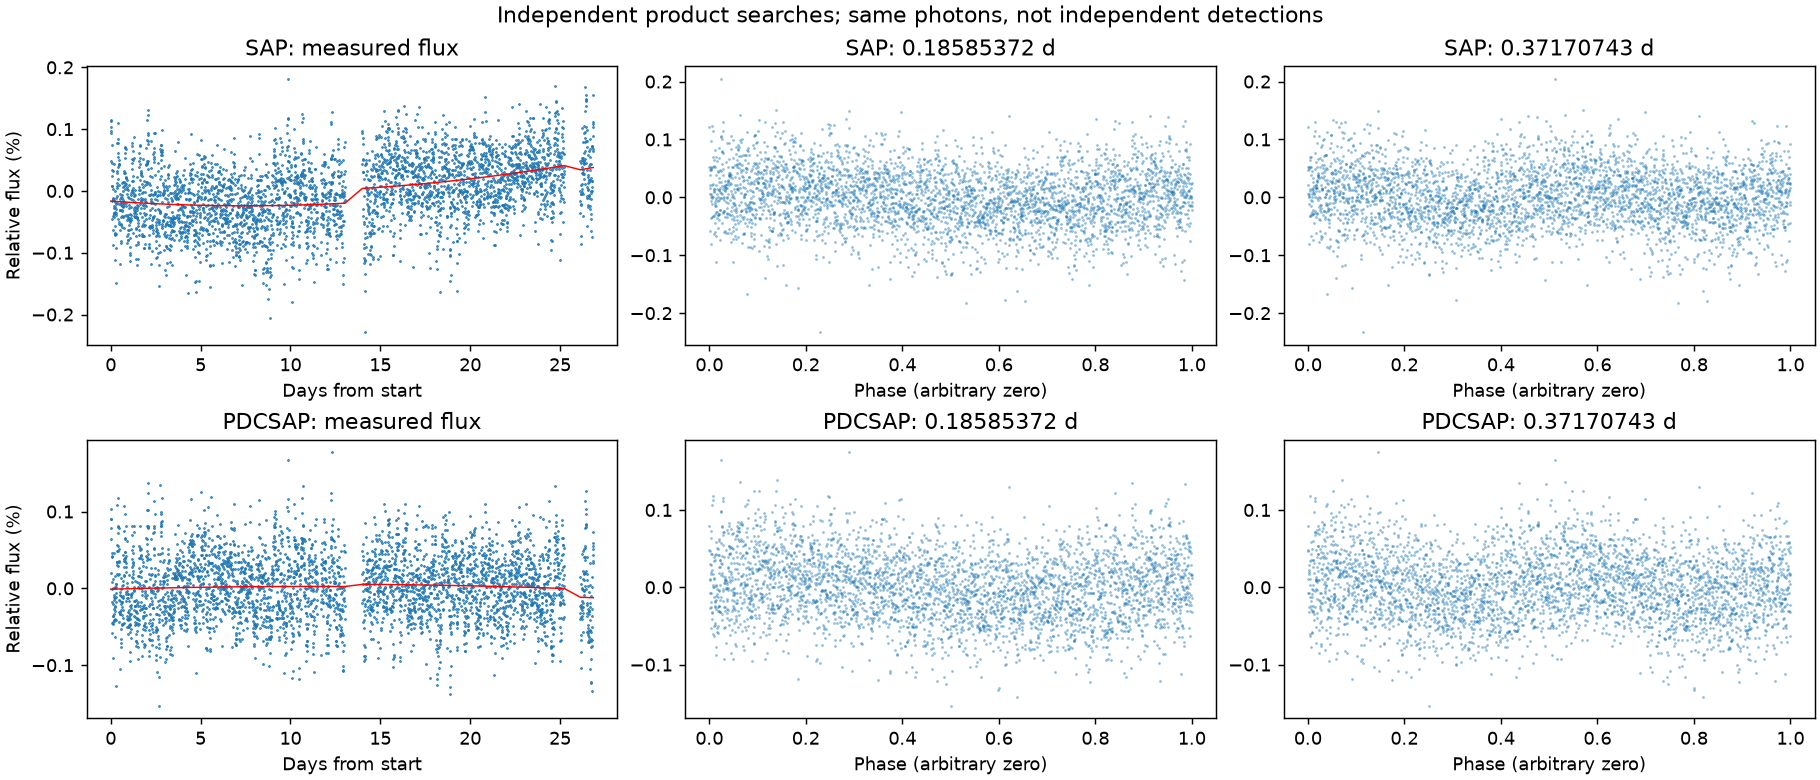 Independent product searches; same photons, not independent detections
SAP: measured flux
SAP: 0.18585372 d
SAP: 0.37170743 d
Relative flux (%)
0.2
0.1
0.0
−0.1
−0.2
0.2
0.1
0.0
−0.1
−0.2
0.2
0.1
0.0
−0.1
−0.2
0 5 10 15 20 25
0.0 0.2 0.4 0.6 0.8 1.0
0.0 0.2 0.4 0.6 0.8 1.0
Days from start
Phase (arbitrary zero)
Phase (arbitrary zero)
PDCSAP: measured flux
PDCSAP: 0.18585372 d
PDCSAP: 0.37170743 d
Relative flux (%)
0.1
0.0
−0.1
0.1
0.0
−0.1
0.1
0.0
−0.1
0 5 10 15 20 25
0.0 0.2 0.4 0.6 0.8 1.0
0.0 0.2 0.4 0.6 0.8 1.0
Days from start
Phase (arbitrary zero)
Phase (arbitrary zero)